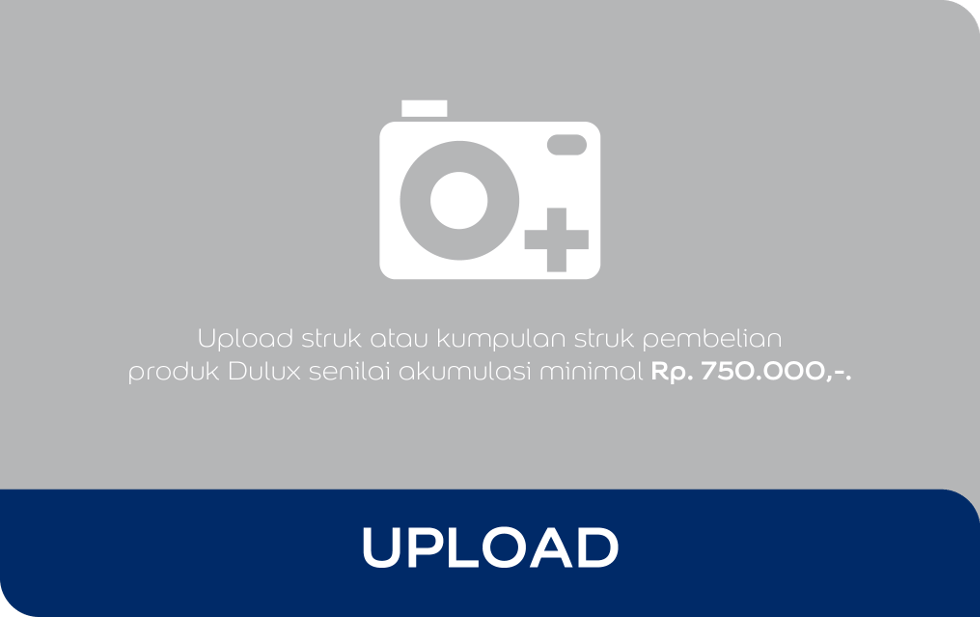 Upload struk atau kumpulan struk pembelian
produk Dulux senilai akumulasi minimal Rp. 750.000,-.
UPLOAD